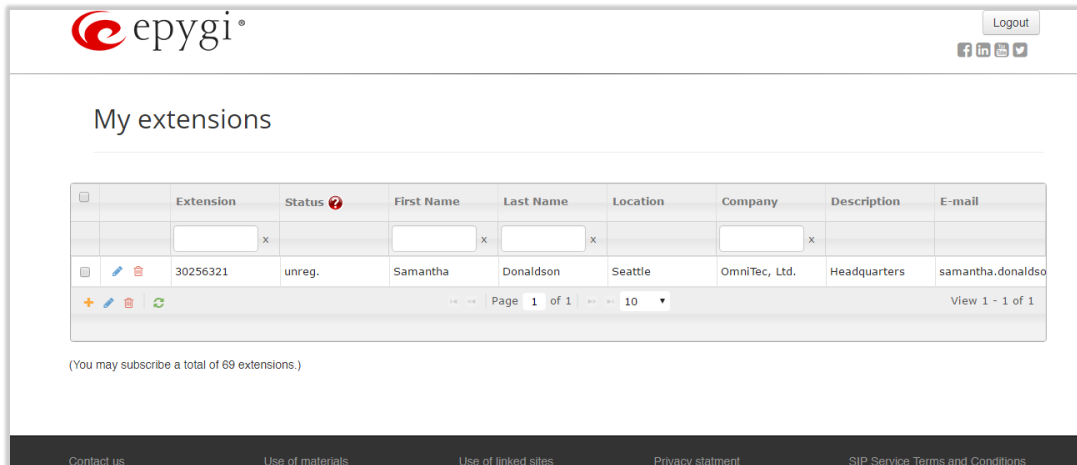 epygi
Logout
My extensions
Extension Status ? First Name Last Name Location Company Description E-mail
x x x x
30256321 unreg. Samantha Donaldson Seattle OmniTec, Ltd. Headquarters samantha.donaldso
Page 1 of 1 10 View 1 - 1 of 1
(You may subscribe a total of 69 extensions.)
Contact us Use of materials Use of linked sites Privacy statment SIP Service Terms and Conditions